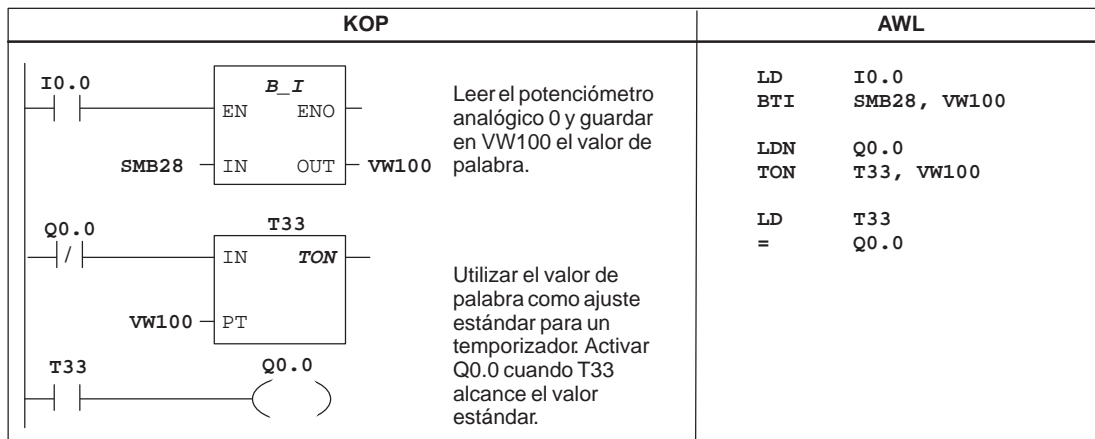 KOP
AWL
I0.0
B_I
EN ENO
SMB28 IN OUT VW100
Leer el potenciómetro
analógico 0 y guardar
en VW100 el valor de
palabra.
Q0.0
/
T33
IN TON
VW100 PT
T33
Q0.0
Utilizar el valor de
palabra como ajuste
estándar para un
temporizador. Activar
Q0.0 cuando T33
alcance el valor
estándar.
LD I0.0
BTI SMB28, VW100
LDN Q0.0
TON T33, VW100
LD T33
= Q0.0